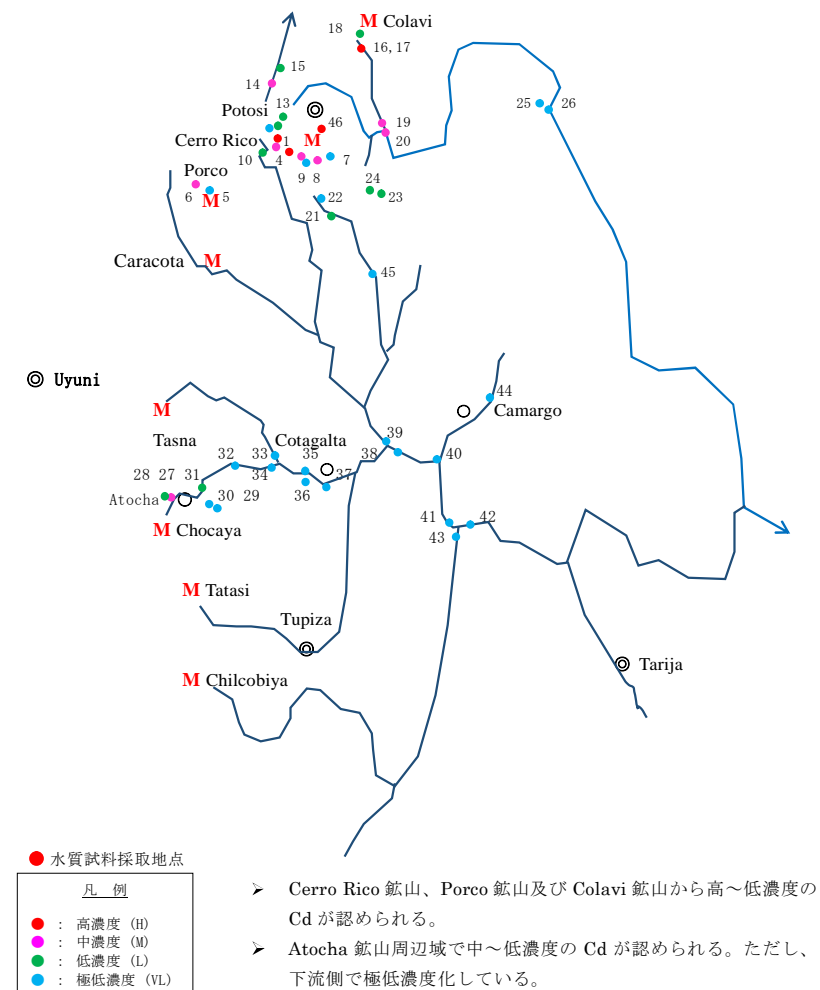 18 M Colavi
16,17
15
14
13
Potosi
25 26
46
19
Cerro Rico 1 M
20
10 4 7
9 8
Porco
24
6 5
M
22 23
21
Caracota M
45
◎ Uyuni
44
M
Camargo
Tasna Cotagalta 39
32 33 35 38
40
28 27 31 34 37
Atocha 30 29 36
41 42
M Chocaya
43
M Tatasi
Tupiza
Tarija
M Chilcobiya
● 水質試料採取地点
凡 例
● : 高濃度 (H)
● : 中濃度 (M)
● : 低濃度 (L)
● : 極低濃度 (VL)
➢ Cerro Rico 鉱山、Porco 鉱山及び Colavi 鉱山から高～低濃度の
Cd が認められる。
➢ Atocha 鉱山周辺域で中～低濃度の Cd が認められる。ただし、
下流側で極低濃度化している。